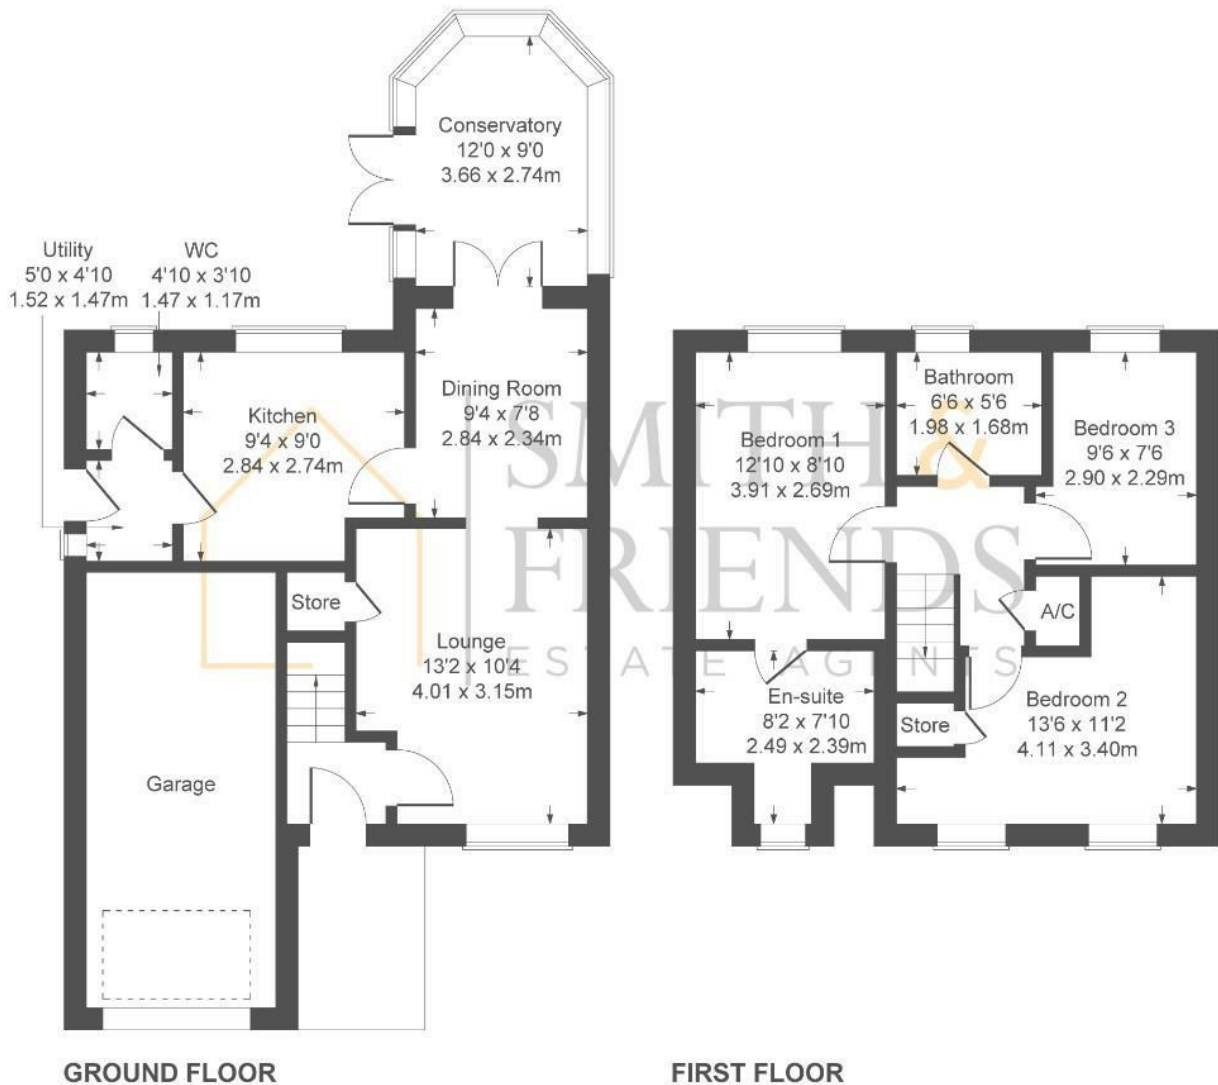 Conservatory
12'0 x 9'0
3.66 x 2.74m
Utility
5'0 x 4'10
1.52 x 1.47m
WC
4'10 x 3'10
1.47 x 1.17m
Kitchen
9'4 x 9'0
2.84 x 2.74m
Dining Room
9'4 x 7'8
2.84 x 2.34m
Store
Lounge
13'2 x 10'4
4.01 x 3.15m
Garage
GROUND FLOOR
Bedroom 1
12'10 x 8'10
3.91 x 2.69m
Bathroom
6'6 x 5'6
1.98 x 1.68m
Bedroom 3
9'6 x 7'6
2.90 x 2.29m
A/C
En-suite
8'2 x 7'10
2.49 x 2.39m
Store
Bedroom 2
13'6 x 11'2
4.11 x 3.40m
FIRST FLOOR
SMITH &
FRIENDS
ESTATE AGENTS